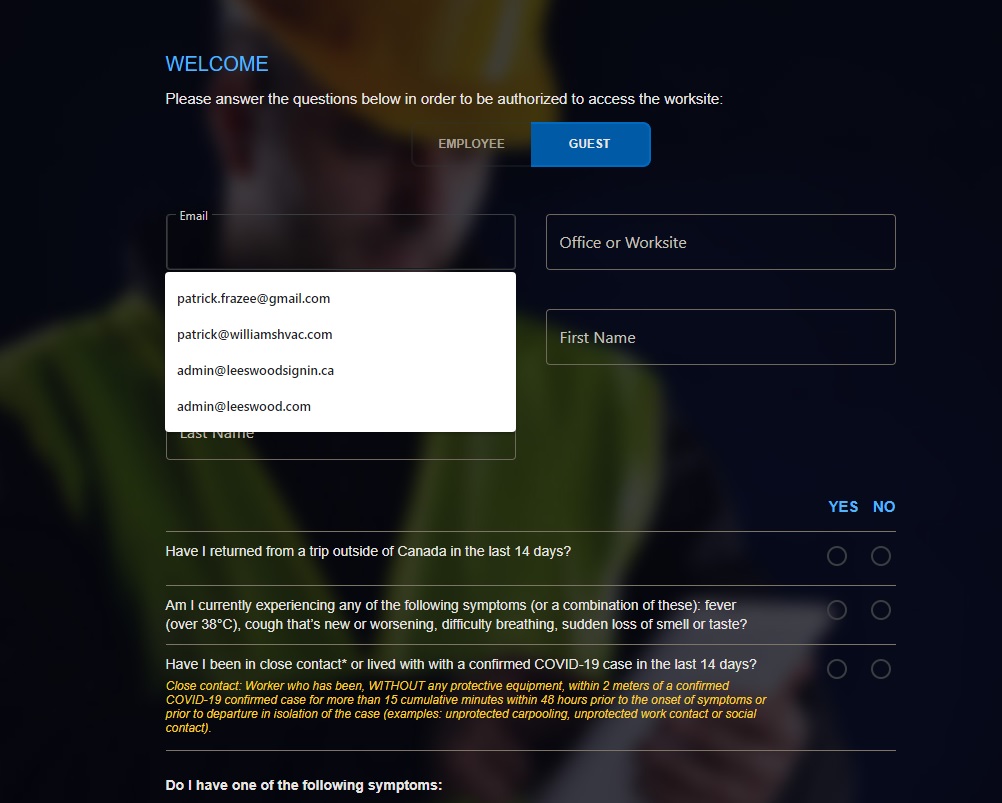 WELCOME
Please answer the questions below in order to be authorized to access the worksite:
EMPLOYEE
GUEST
Email
Office or Worksite
patrick.frazee@gmail.com
patrick@williamshvac.com
admin@leeswoodsignin.ca
admin@leeswood.com
First Name
Last Name
YES NO
Have I returned from a trip outside of Canada in the last 14 days?
Am I currently experiencing any of the following symptoms (or a combination of these): fever
(over 38°C), cough that's new or worsening, difficulty breathing, sudden loss of smell or taste?
Have I been in close contact* or lived with with a confirmed COVID-19 case in the last 14 days?
Close contact: Worker who has been, WITHOUT any protective equipment, within 2 meters of a confirmed
COVID-19 confirmed case for more than 15 cumulative minutes within 48 hours prior to the onset of symptoms or
prior to departure in isolation of the case (examples: unprotected carpooling, unprotected work contact or social
contact).
Do I have one of the following symptoms: